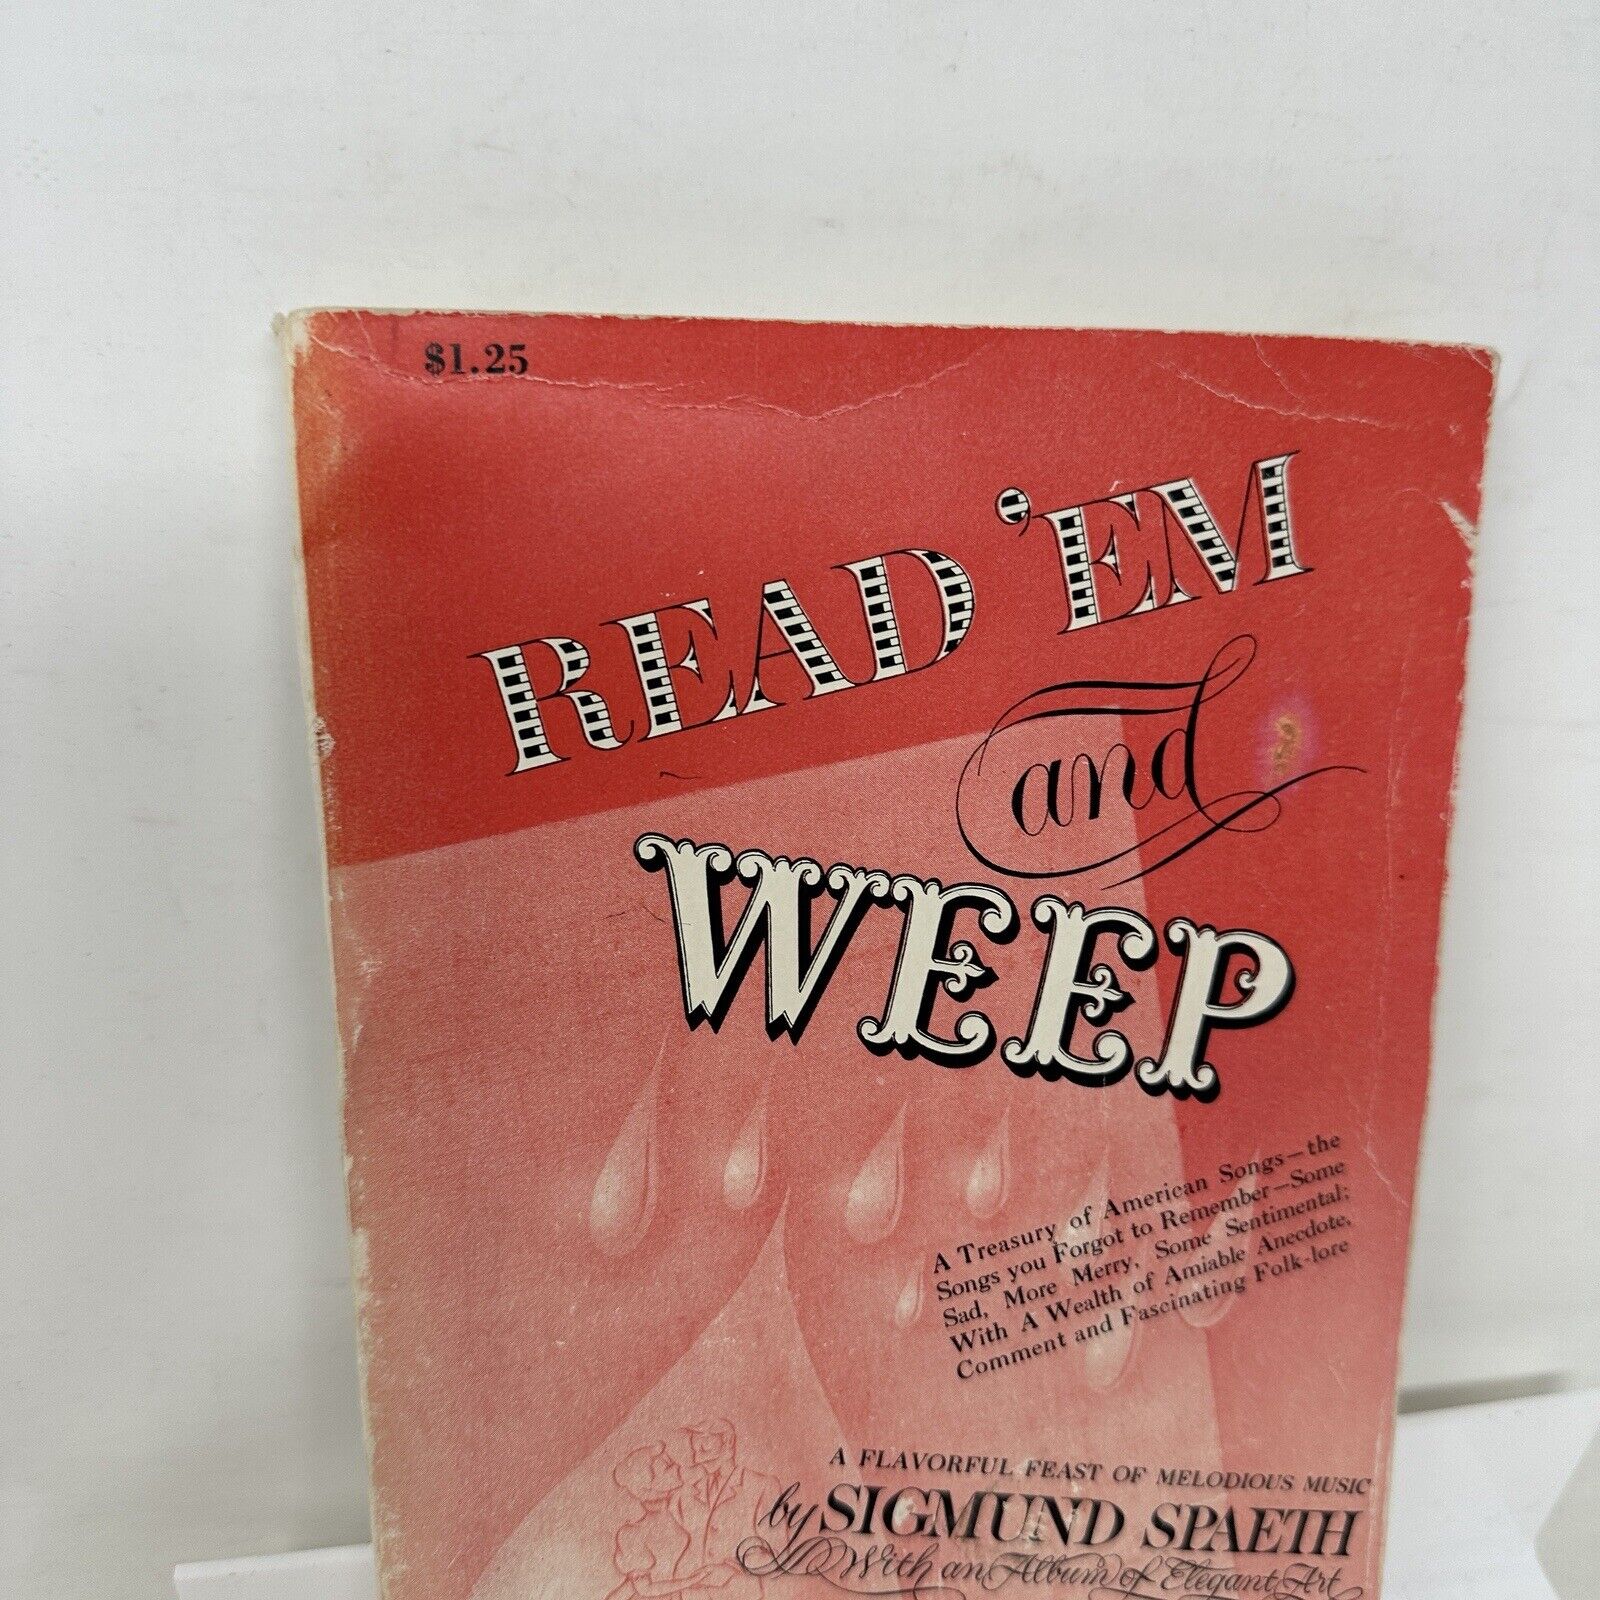 $1.25
READ 'EM
and
WEEP
A Treasury of American Songs—the
Songs you Forgot to Remember—Some
Sad, More Merry, Some Sentimental;
With A Wealth of Amiable Anecdote,
Comment and Fascinating Folk-lore
A FLAVORFUL FEAST OF MELODIOUS MUSIC
by SIGMUND SPAETH
With an Album of Elegant Art